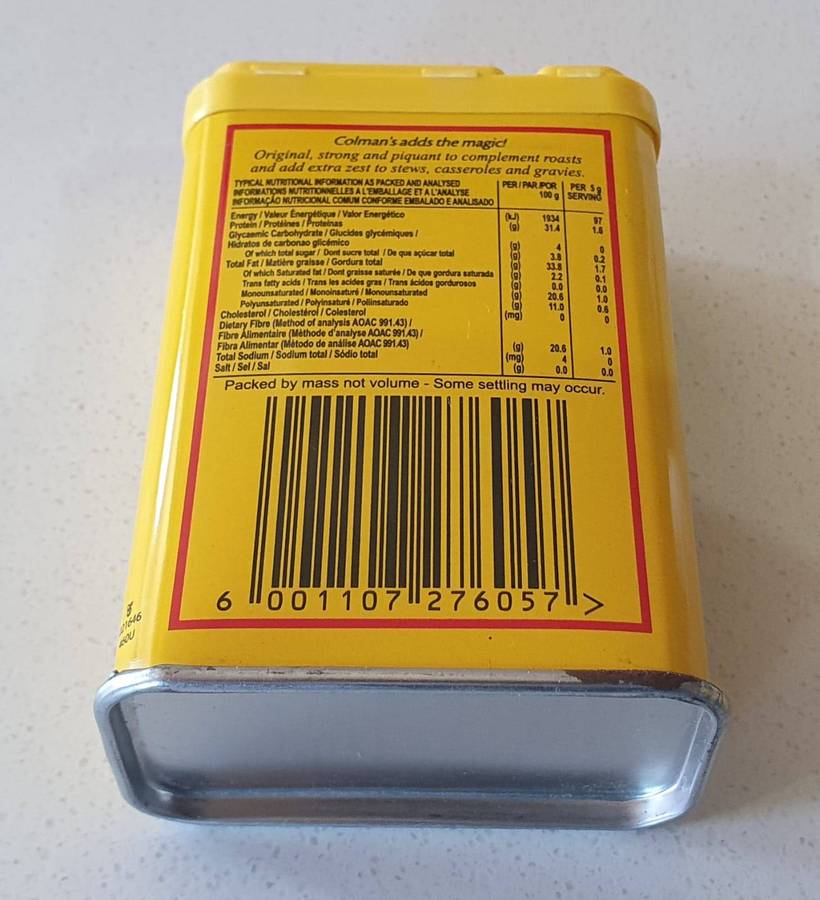 Colman's adds the magic!
Original, strong and piquant to complement roasts
and add extra zest to stews, casseroles and gravies.
TYPICAL NUTRITIONAL INFORMATION AS PACKED AND ANALYSED
INFORMATIONS NUTRITIONNELLES A L'EMBALLAGE ET A L'ANALYSE
INFORMAÇÃO NUTRICIONAL COMUM CONFORME EMBALADO E ANALISADO
PER / PAR /POR 100 g
PER 5 g SERVING
Energy / Valeur Énergétique / Valor Energético (kJ) 1934 97
Protein / Protéines / Proteínas (g) 31.4 1.6
Glycaemic Carbohydrate / Glucides glycémiques /
Hidratos de carbonao glicémico (g) 4 0
Of which total sugar / Dont sucre total / De que açúcar total (g) 3.8 0.2
Total Fat / Matière graisse / Gordura total (g) 33.8 1.7
Of which Saturated fat / Dont graisse saturée / De que gordura saturada (g) 2.2 0.1
Trans fatty acids / Trans les acides gras / Trans ácidos gordurosos (g) 0.0 0.0
Monounsaturated / Monoinsaturé / Monounsaturated (g) 20.6 1.0
Polyunsaturated / Polyinsaturé / Poliinsaturado (g) 11.0 0.6
Cholesterol / Cholestérol / Colesterol (mg) 0 0
Dietary Fibre (Method of analysis AOAC 991.43) /
Fibre Alimentaire (Méthode d'analyse AOAC 991.43) /
Fibra Alimentar (Método de análise AOAC 991.43) (g) 20.6 1.0
Total Sodium / Sodium total / Sódio total (mg) 4 0
Salt / Sel / Sal (g) 0.0 0.0
Packed by mass not volume - Some settling may occur.
6 001107 276057 >